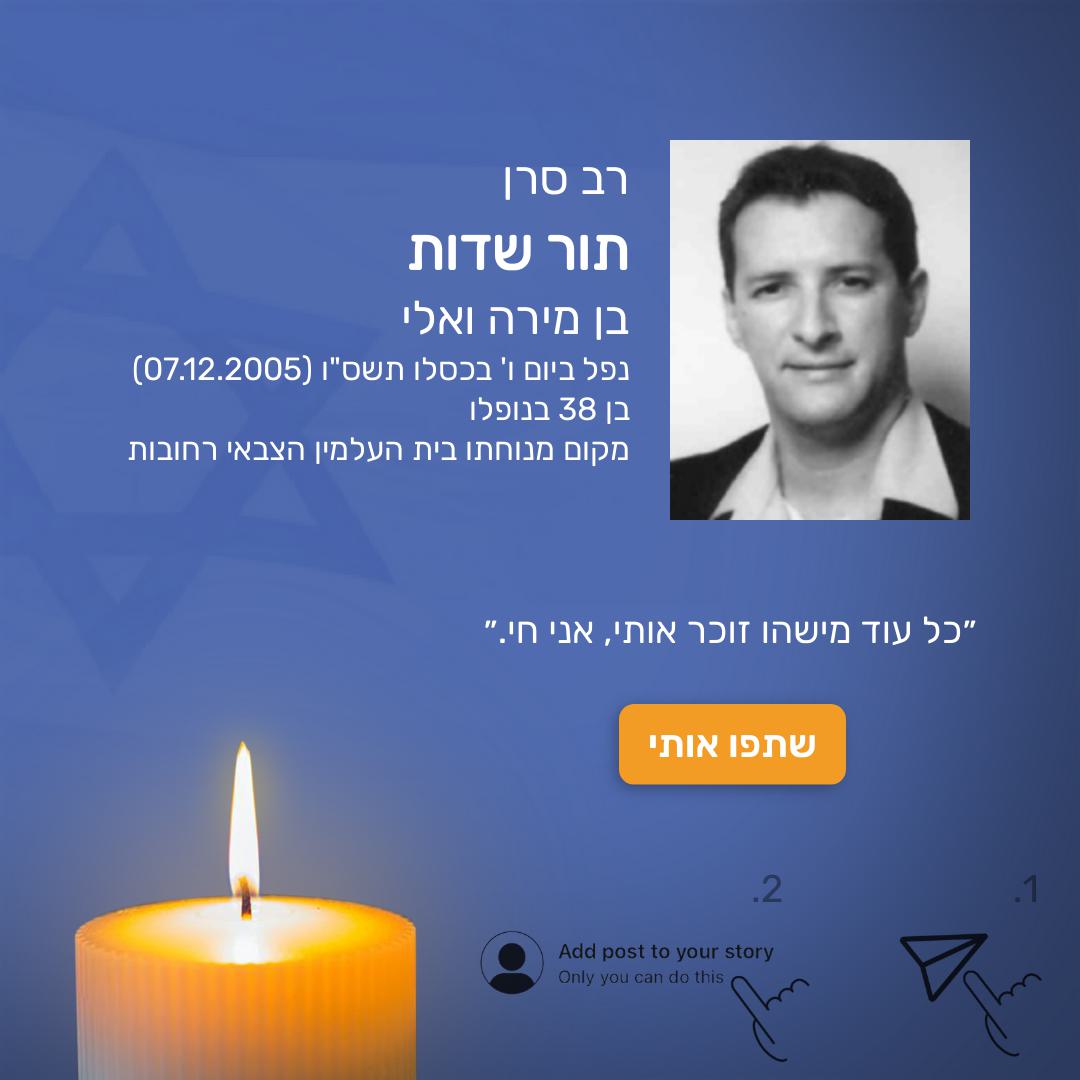 רב סרן
תור שדות
בן מירה ואלי
נפל ביום ו' בכסלו תשס"ו (07.12.2005)
בן 38 בנופלו
מקום מנוחתו בית העלמין הצבאי רחובות
״כל עוד מישהו זוכר אותי, אני חי.״
שתפו אותי
1.
2.
Add post to your story
Only you can do this